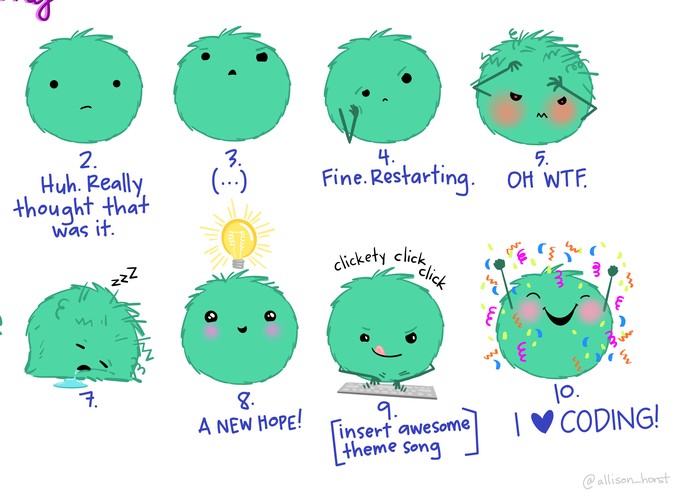 2.
Huh. Really
thought that
was it.
3.
(...)
4.
Fine. Restarting.
5.
OH WTF.
zzz
7.
8.
A NEW HOPE!
clickety click click
9.
[insert awesome
theme song]
10.
I ♥ CODING!
@allison_horst